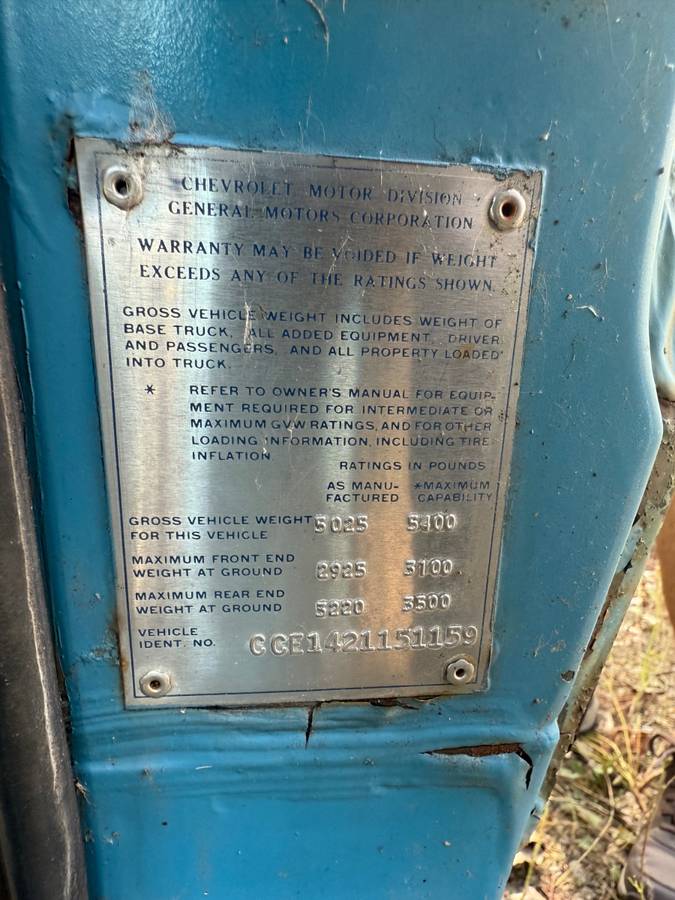 CHEVROLET MOTOR DIVISION
GENERAL MOTORS CORPORATION
WARRANTY MAY BE VOIDED IF WEIGHT
EXCEEDS ANY OF THE RATINGS SHOWN.
GROSS VEHICLE WEIGHT INCLUDES WEIGHT OF
BASE TRUCK, ALL ADDED EQUIPMENT, DRIVER
AND PASSENGERS, AND ALL PROPERTY LOADED
INTO TRUCK.
* REFER TO OWNER'S MANUAL FOR EQUIP-
MENT REQUIRED FOR INTERMEDIATE OR
MAXIMUM GVW RATINGS, AND FOR OTHER
LOADING INFORMATION, INCLUDING TIRE
INFLATION.
RATINGS IN POUNDS
AS MANU- *MAXIMUM
FACTURED CAPABILITY
GROSS VEHICLE WEIGHT 5025 5400
FOR THIS VEHICLE
MAXIMUM FRONT END
WEIGHT AT GROUND 2925 3100
MAXIMUM REAR END
WEIGHT AT GROUND 3220 3500
VEHICLE
IDENT. NO. CCE1421151159